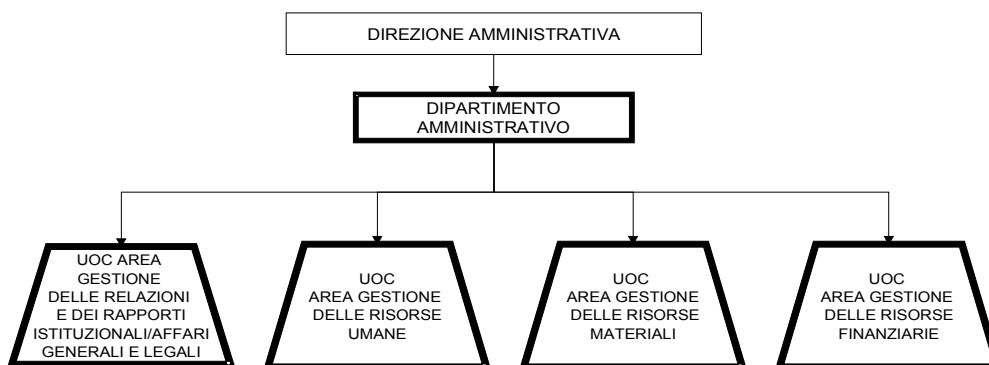 DIREZIONE AMMINISTRATIVA
DIPARTIMENTO
AMMINISTRATIVO
UOC AREA
GESTIONE
DELLE RELAZIONI
E DEI RAPPORTI
ISTITUZIONALI/AFFARI
GENERALI E LEGALI
UOC
AREA GESTIONE
DELLE RISORSE
UMANE
UOC
AREA GESTIONE
DELLE RISORSE
MATERIALI
UOC
AREA GESTIONE
DELLE RISORSE
FINANZIARIE